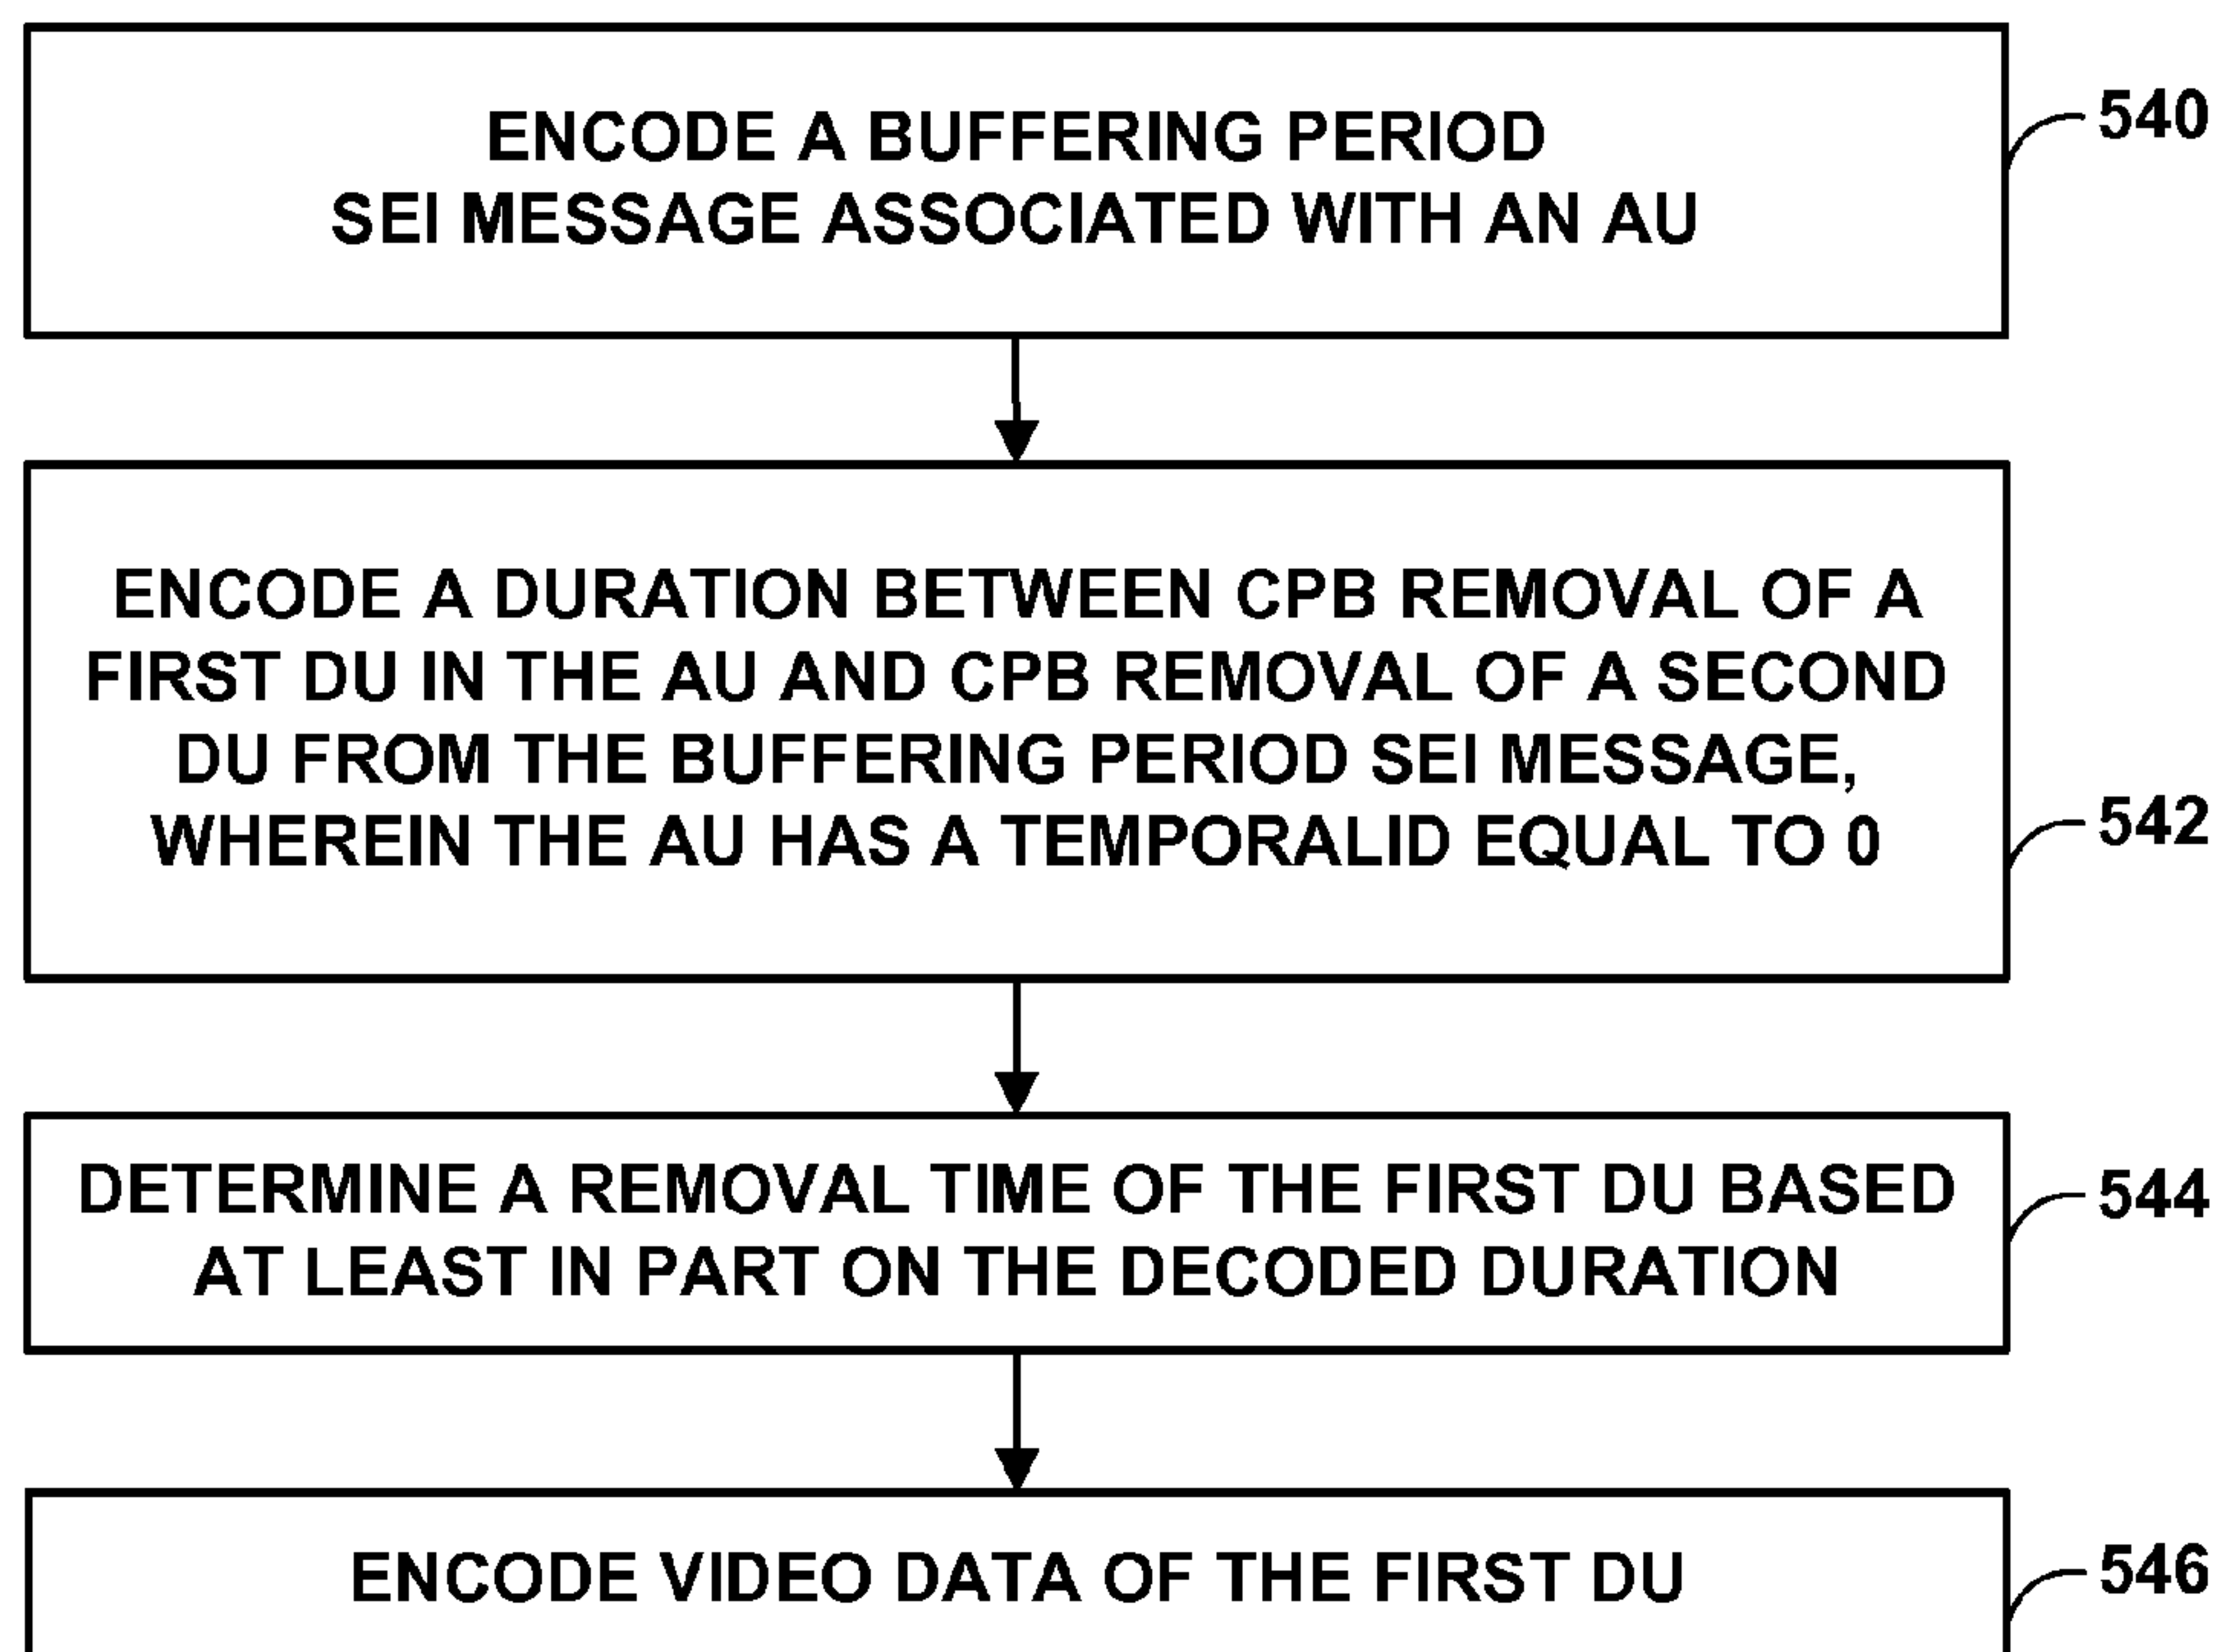 ENCODE A BUFFERING PERIOD
SEI MESSAGE ASSOCIATED WITH AN AU
540
ENCODE A DURATION BETWEEN CPB REMOVAL OF A
FIRST DU IN THE AU AND CPB REMOVAL OF A SECOND
DU FROM THE BUFFERING PERIOD SEI MESSAGE,
WHEREIN THE AU HAS A TEMPORALID EQUAL TO 0
542
DETERMINE A REMOVAL TIME OF THE FIRST DU BASED
AT LEAST IN PART ON THE DECODED DURATION
544
ENCODE VIDEO DATA OF THE FIRST DU
546